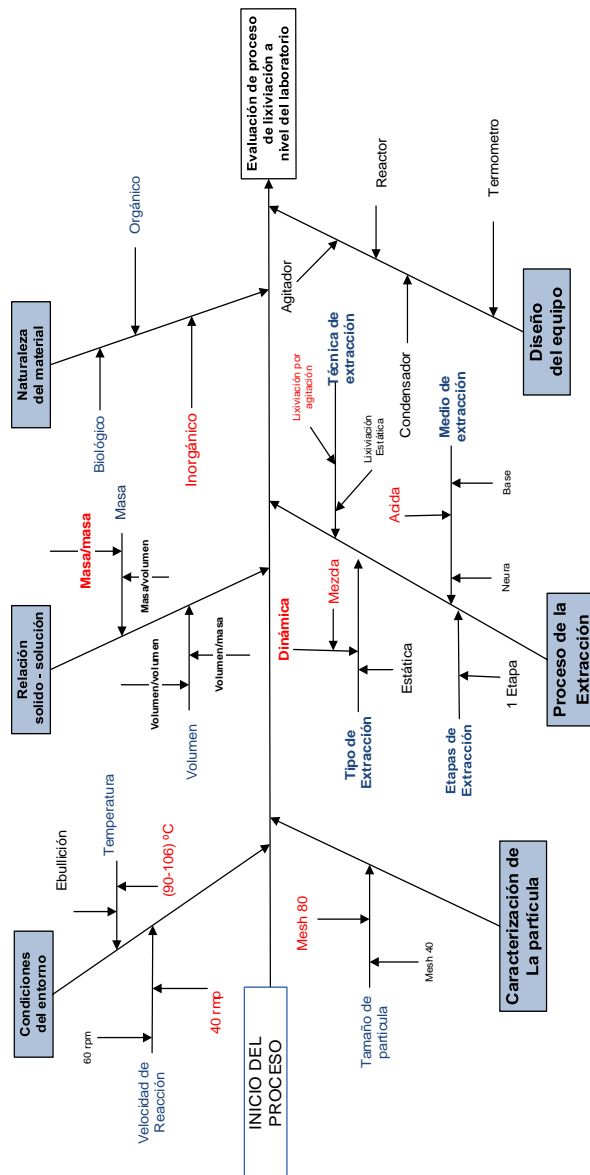 Condiciones
del entorno
Ebullición
Temperatura
(90-106) ºC
60 rpm
Velocidad de
Reacción
40 rmp
Relación
solido - solución
Masa/masa
Masa
Masa/volumen
Volumen/volumen
Volumen
Volumen/masa
Naturaleza
del material
Biológico
Orgánico
Inorgánico
INICIO DEL
PROCESO
Evaluación de proceso
de lixiviación a
nivel del laboratorio
Mesh 80
Tamaño de
particula
Mesh 40
Caracterización de
La partícula
Dinámica
Mezcla
Tipo de
Extracción
Estática
Etapas de
Extracción
1 Etapa
Lixiviación por
agitación
Técnica de
extracción
Lixiviación
Estática
Acida
Medio de
extracción
Neura
Base
Proceso de la
Extracción
Agitador
Reactor
Condensador
Termometro
Diseño
del equipo